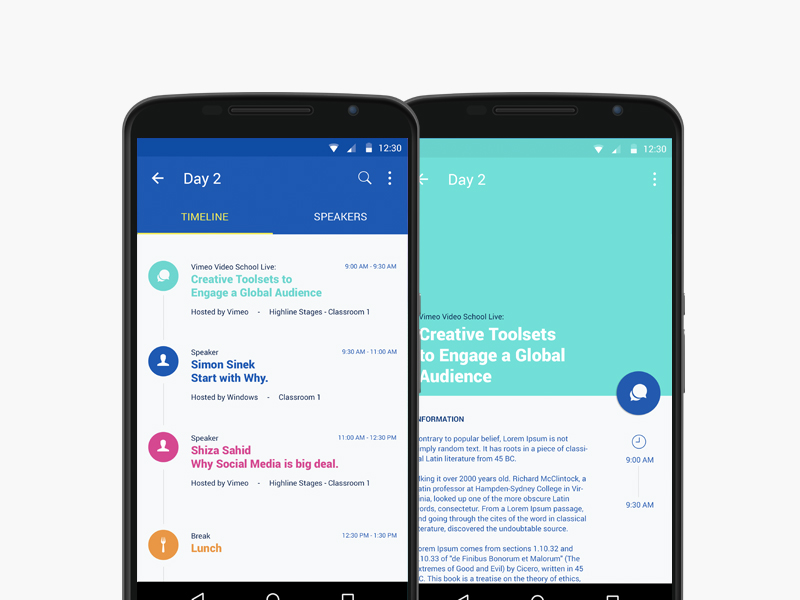 12:30
Day 2
TIMELINE
SPEAKERS
Vimeo Video School Live:
9:00 AM - 9:30 AM
Creative Toolsets to
Engage a Global Audience
Hosted by Vimeo - Highline Stages - Classroom 1
Speaker
9:30 AM - 11:00 AM
Simon Sinek
Start with Why.
Hosted by Windows - Classroom 1
Speaker
11:00 AM - 12:30 PM
Shiza Sahid
Why Social Media is big deal.
Hosted by Vimeo - Highline Stages - Classroom 1
Break
12:30 PM - 1:30 PM
Lunch
12:30
Day 2
Vimeo Video School Live:
Creative Toolsets
to Engage a Global
Audience
NFORMATION
ontrary to popular belief, Lorem Ipsum is not
mply random text. It has roots in a piece of classi-
al Latin literature from 45 BC.
king it over 2000 years old. Richard McClintock, a
atin professor at Hampden-Sydney College in Vir-
nia, looked up one of the more obscure Latin
ords, consectetur. From a Lorem Ipsum passage,
nd going through the cites of the word in classical
erature, discovered the undoubtable source.
orem Ipsum comes from sections 1.10.32 and
10.33 of "de Finibus Bonorum et Malorum" (The
xtremes of Good and Evil) by Cicero, written in 45
C. This book is a treatise on the theory of ethics,
9:00 AM
9:30 AM